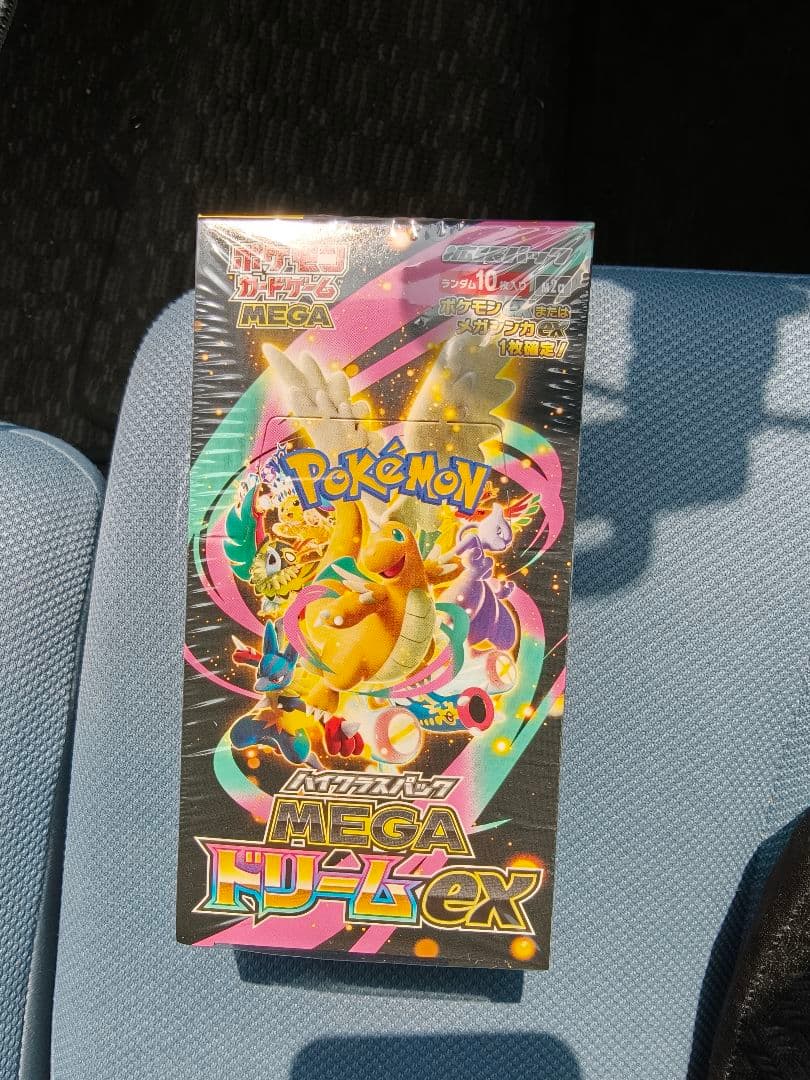 ポケモン
カードゲーム
MEGA
ランダム10枚入り
ポケモンexまたは
メガシンカex
1枚確定!
POKéMON
ハイクラスパック
MEGA
ドリームex